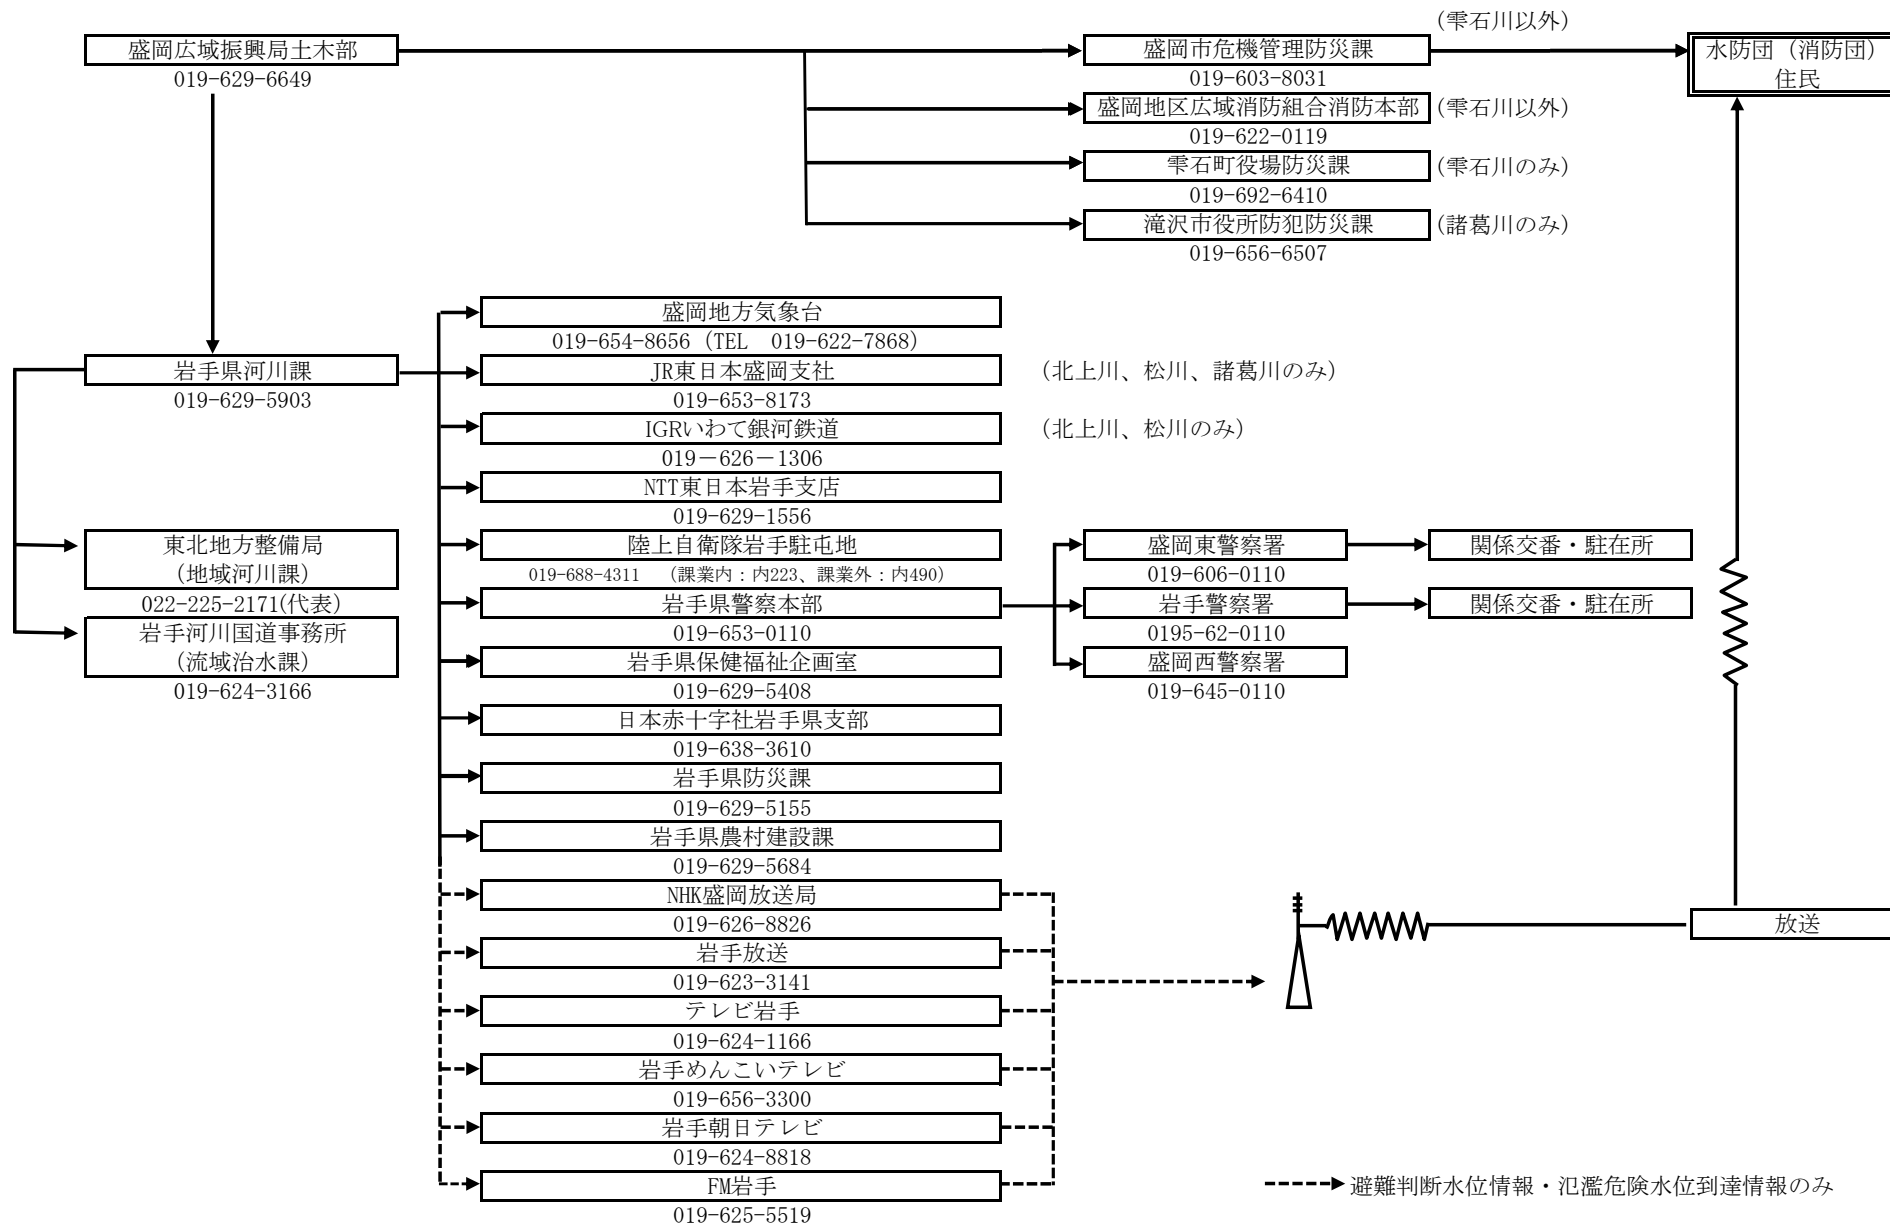 （雫石川以外）
盛岡広域振興局土木部
019-629-6649
盛岡市危機管理防災課
019-603-8031
水防団（消防団）
住民
盛岡地区広域消防組合消防本部
（雫石川以外）
019-622-0119
雫石町役場防災課
（雫石川のみ）
019-692-6410
滝沢市役所防犯防災課
（諸葛川のみ）
019-656-6507
盛岡地方気象台
019-654-8656（TEL　019-622-7868）
岩手県河川課
019-629-5903
JR東日本盛岡支社
（北上川、松川、諸葛川のみ）
019-653-8173
IGRいわて銀河鉄道
（北上川、松川のみ）
019－626－1306
NTT東日本岩手支店
019-629-1556
東北地方整備局
（地域河川課）
022-225-2171(代表）
岩手河川国道事務所
（流域治水課）
019-624-3166
陸上自衛隊岩手駐屯地
019-688-4311　（課業内：内223、課業外：内490）
岩手県警察本部
019-653-0110
盛岡東警察署
019-606-0110
関係交番・駐在所
岩手警察署
0195-62-0110
関係交番・駐在所
盛岡西警察署
019-645-0110
岩手県保健福祉企画室
019-629-5408
日本赤十字社岩手県支部
019-638-3610
岩手県防災課
019-629-5155
岩手県農村建設課
019-629-5684
NHK盛岡放送局
019-626-8826
放送
岩手放送
019-623-3141
テレビ岩手
019-624-1166
岩手めんこいテレビ
019-656-3300
岩手朝日テレビ
019-624-8818
FM岩手
019-625-5519
避難判断水位情報・氾濫危険水位到達情報のみ